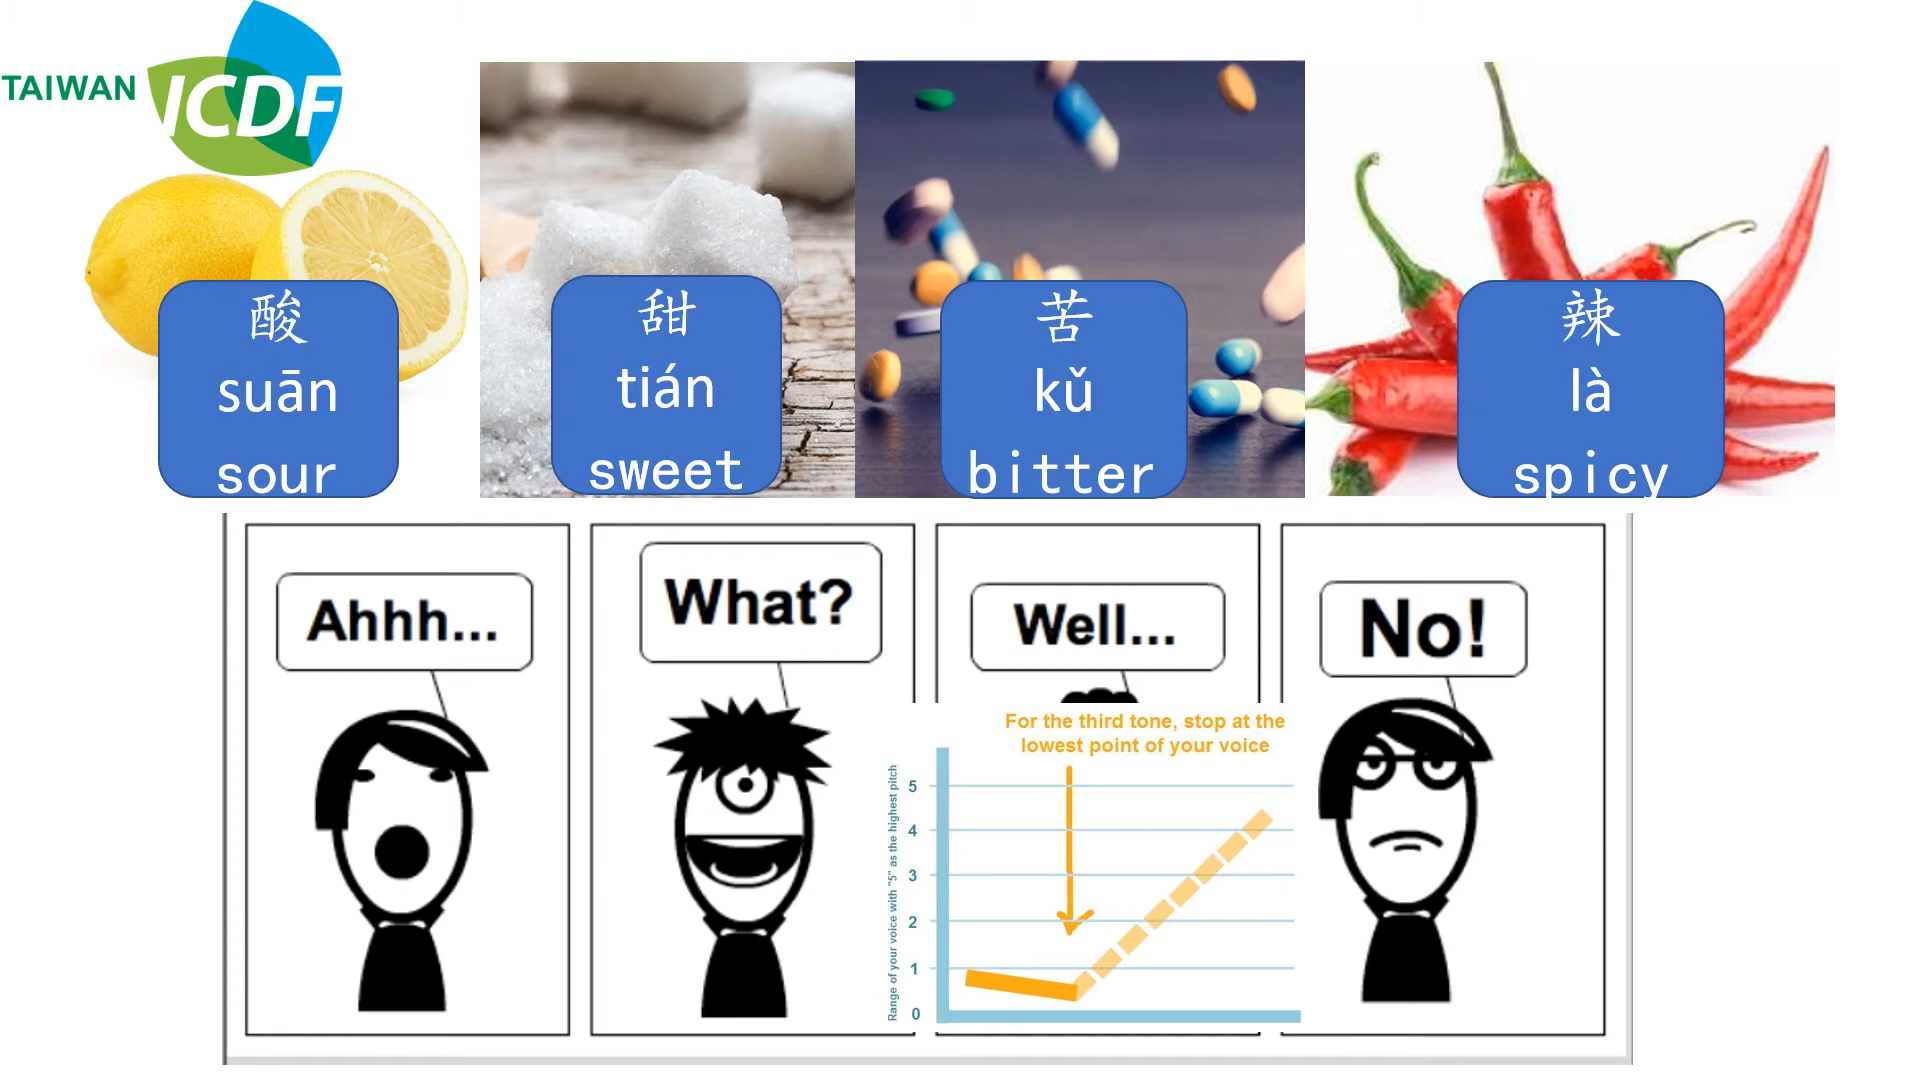 TAIWAN ICDF
酸
suān
sour
甜
tián
sweet
苦
kǔ
bitter
辣
là
spicy
Ahhh...
What?
Well...
No!
For the third tone, stop at the
lowest point of your voice
Range of your voice with "5" as the highest pitch
5
4
3
2
1
0